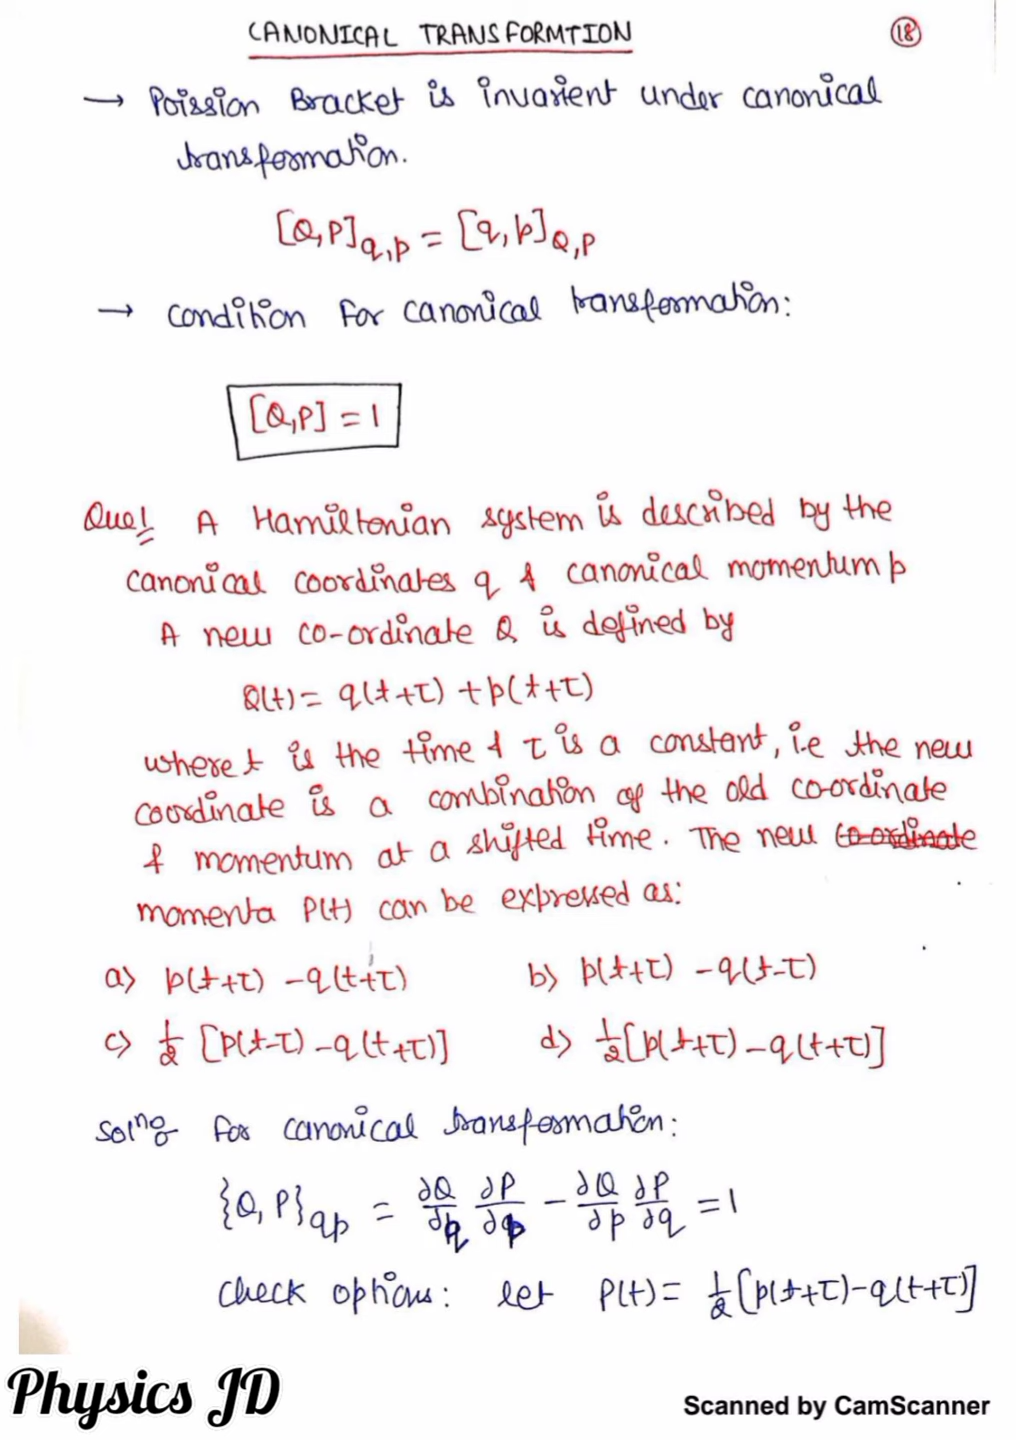 CANONICAL TRANSFORMTION
18
→ Poission Bracket is invarient under canonical
transformation.
[Q,P]q,p = [q,p]Q,P
→ condition for canonical transformation:
[Q,P] = 1
Que! A Hamiltonian system is described by the
canonical coordinates q & canonical momentum p
A new co-ordinate Q is defined by
Q(t) = q(t+τ) + p(t+τ)
where t is the time & τ is a constant, i.e the new
coordinate is a combination of the old co-ordinate
& momentum at a shifted time. The new co-ordinate
momenta P(t) can be expressed as:
a) p(t+τ) - q(t+τ) b) p(t+τ) - q(t-τ)
c) 1/2 [p(t-τ) - q(t+τ)] d) 1/2 [p(t+τ) - q(t+τ)]
Soln:- for canonical transformation:
{Q,P}qp = ∂Q/∂q ∂P/∂p - ∂Q/∂p ∂P/∂q = 1
check options: let P(t) = 1/2 [p(t+τ) - q(t+τ)]
Physics JD
Scanned by CamScanner